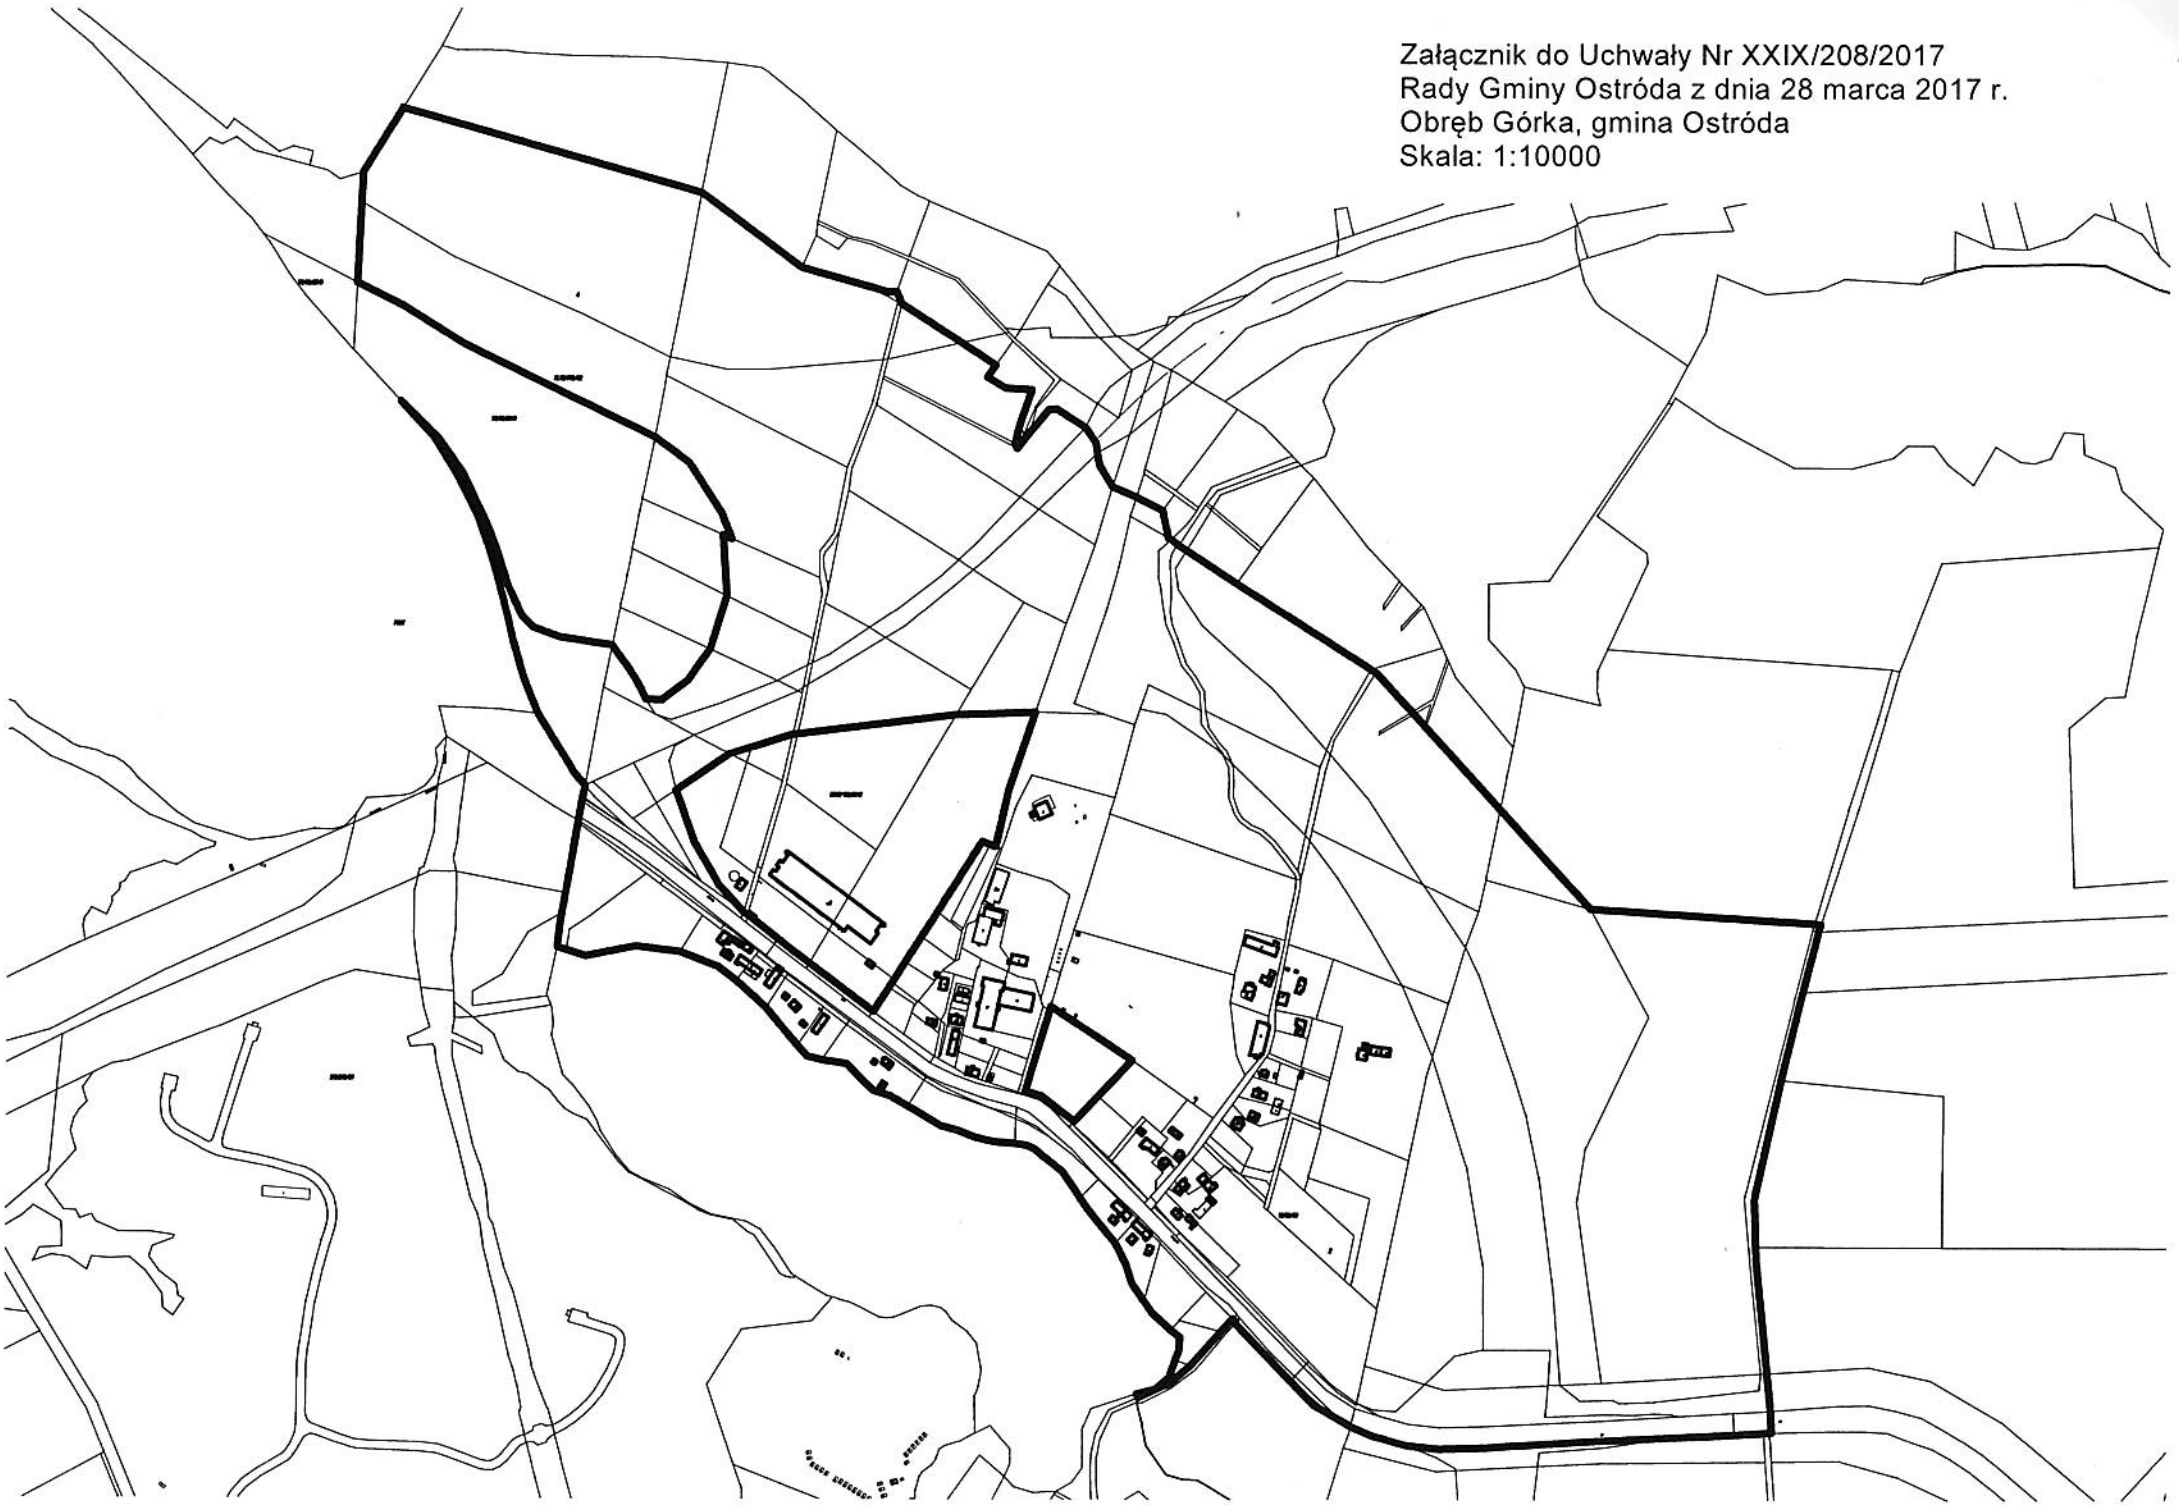 Załącznik do Uchwały Nr XXIX/208/2017
Rady Gminy Ostróda z dnia 28 marca 2017 r.
Obręb Górka, gmina Ostróda
Skala: 1:10000